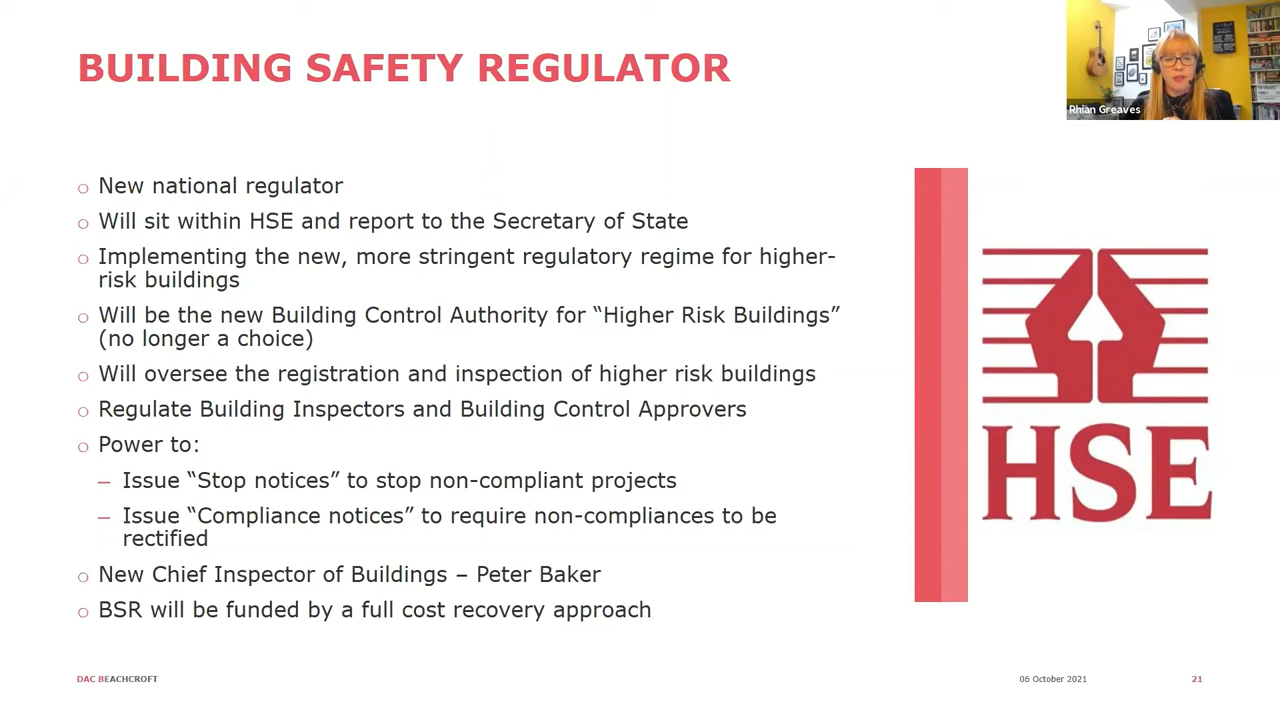 BUILDING SAFETY REGULATOR
Rhian Greaves
○ New national regulator
○ Will sit within HSE and report to the Secretary of State
○ Implementing the new, more stringent regulatory regime for higher-
risk buildings
○ Will be the new Building Control Authority for “Higher Risk Buildings”
(no longer a choice)
○ Will oversee the registration and inspection of higher risk buildings
○ Regulate Building Inspectors and Building Control Approvers
○ Power to:
– Issue “Stop notices” to stop non-compliant projects
– Issue “Compliance notices” to require non-compliances to be
rectified
○ New Chief Inspector of Buildings – Peter Baker
○ BSR will be funded by a full cost recovery approach
HSE
DAC BEACHCROFT
06 October 2021
21